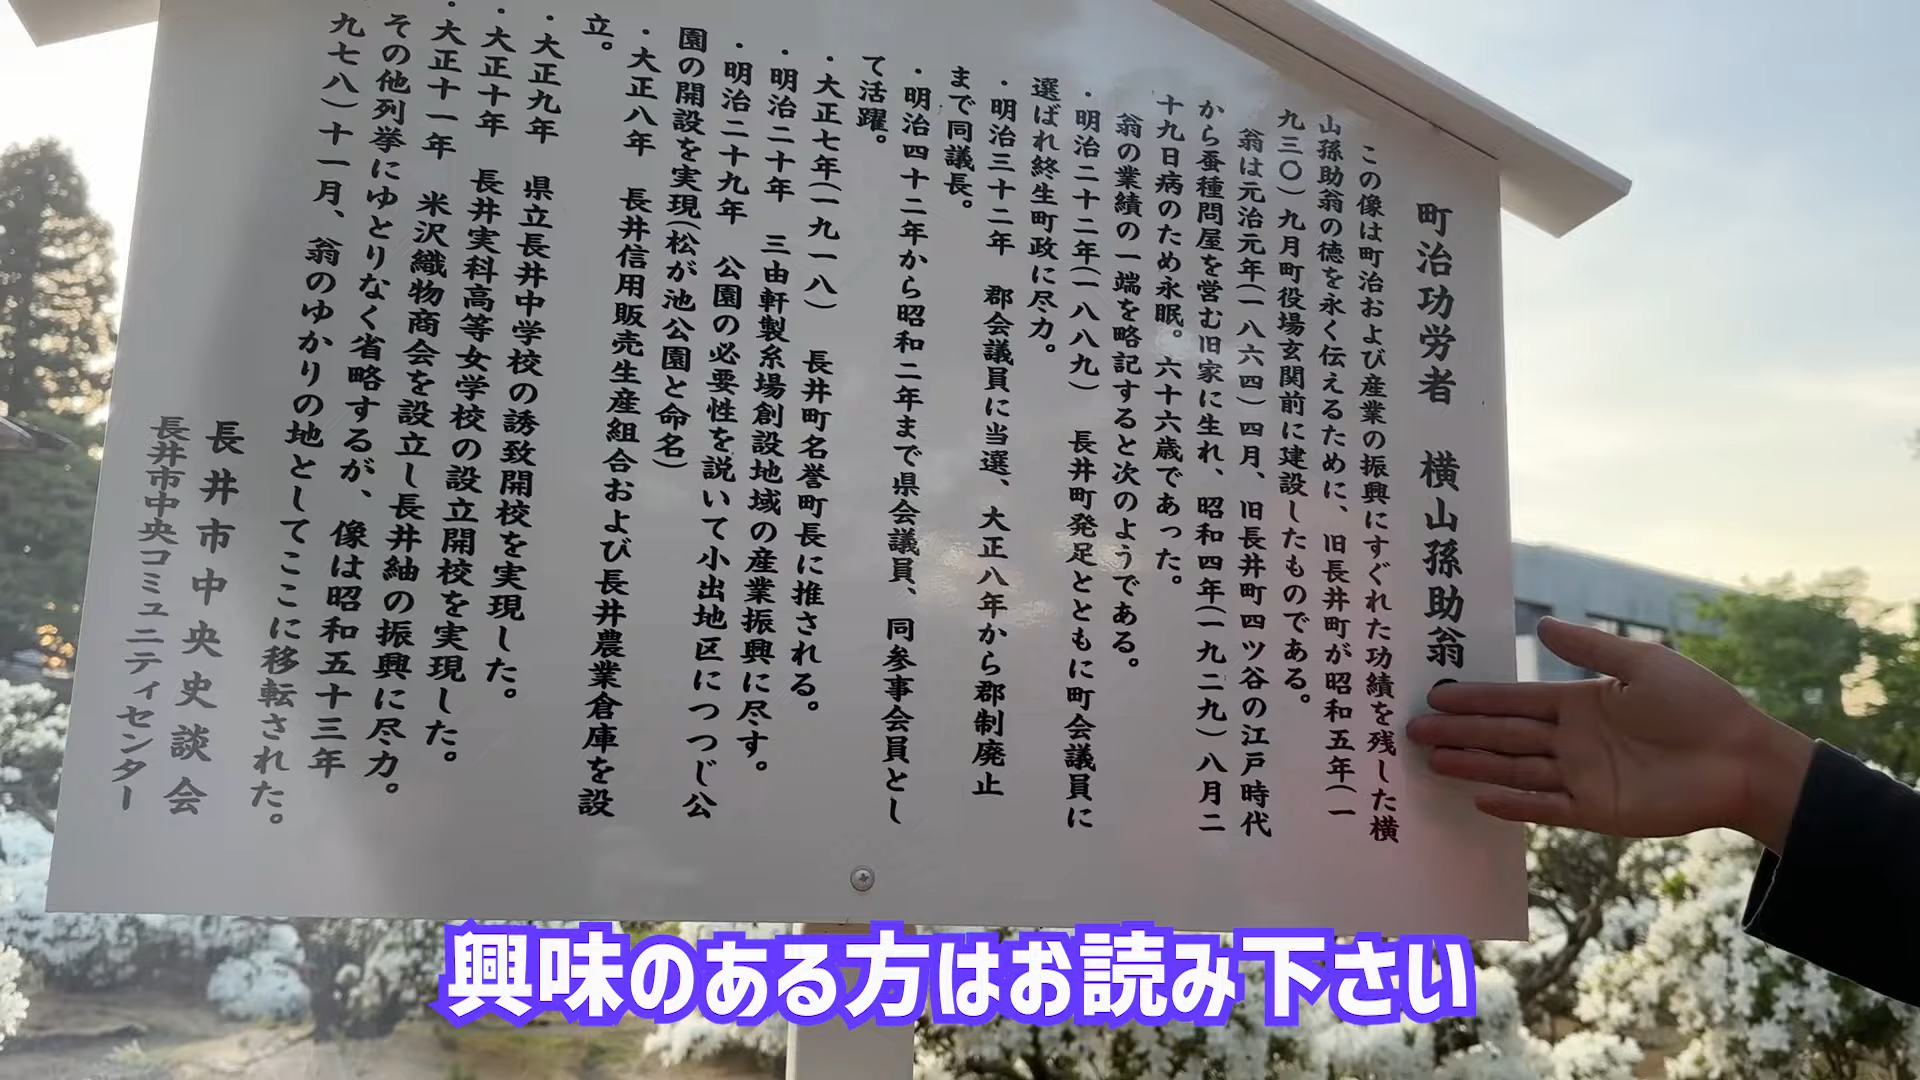 町治功労者　横山孫助翁
この像は町治および産業の振興にすぐれた功績を残した横
山孫助翁の徳を永く伝えるために、旧長井町が昭和五年(一
九三〇)九月町役場玄関前に建設したものである。
翁は元治元年(一八六四)四月、旧長井町四ツ谷の江戸時代
から蚕種問屋を営む旧家に生れ、昭和四年(一九二九)八月二
十九日病のため永眠。六十六歳であった。
翁の業績の一端を略記すると次のようである。
・明治二十二年(一八八九)　長井町発足とともに町会議員に
選ばれ終生町政に尽力。
・明治三十二年　郡会議員に当選、大正八年から郡制廃止
まで同議長。
・明治四十二年から昭和二年まで県会議員、同参事会員とし
て活躍。
・大正七年(一九一八)　長井町名誉町長に推される。
・明治二十年　三由軒製糸場創設地域の産業振興に尽す。
・明治二十九年　公園の必要性を説いて小出地区につつじ公
園の開設を実現(松が池公園と命名)
・大正八年　長井信用販売生産組合および長井農業倉庫を設
立。
・大正九年　県立長井中学校の誘致開校を実現した。
・大正十年　長井実科高等女学校の設立開校を実現した。
・大正十一年　米沢織物商会を設立し長井紬の振興に尽力。
その他列挙にゆとりなく省略するが、像は昭和五十三年
九七八)十一月、翁のゆかりの地としてここに移転された。
長井市中央史談会
長井市中央コミュニティセンター
興味のある方はお読み下さい